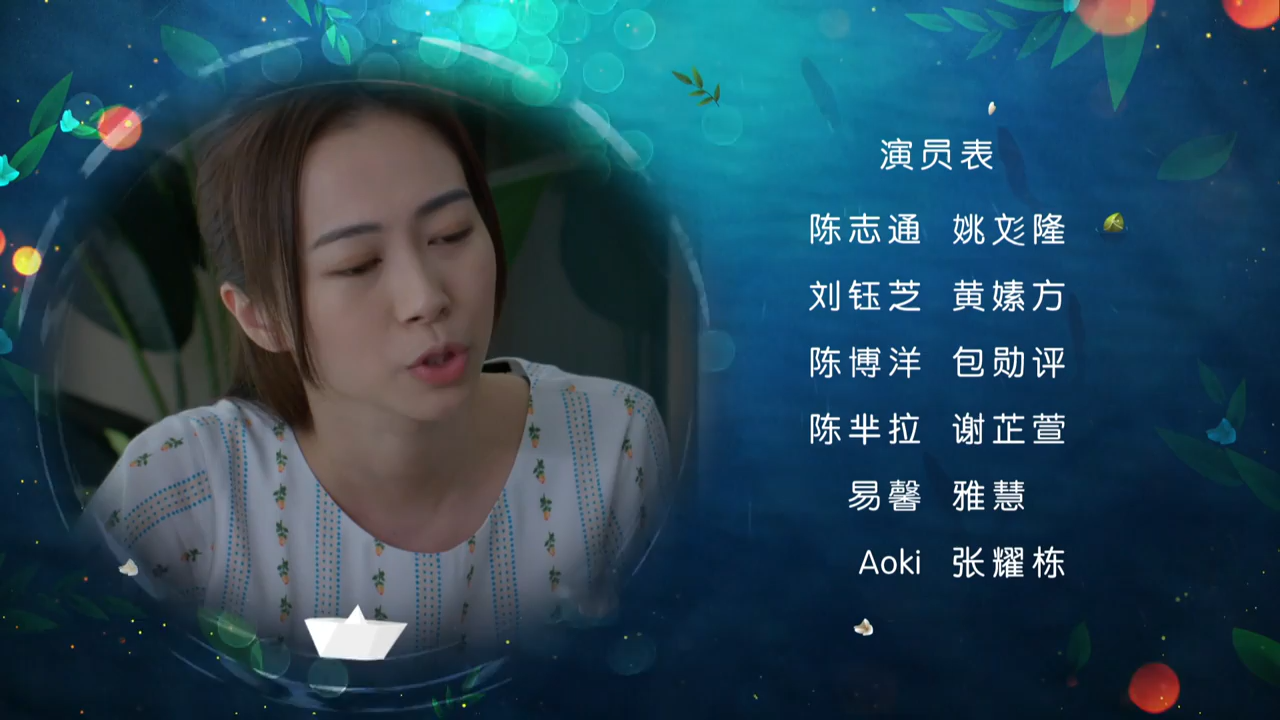 演员表
陈志通 姚彣隆
刘钰芝 黄嫊方
陈博洋 包勋评
陈芈拉 谢芷萱
易馨 雅慧
Aoki 张耀栋